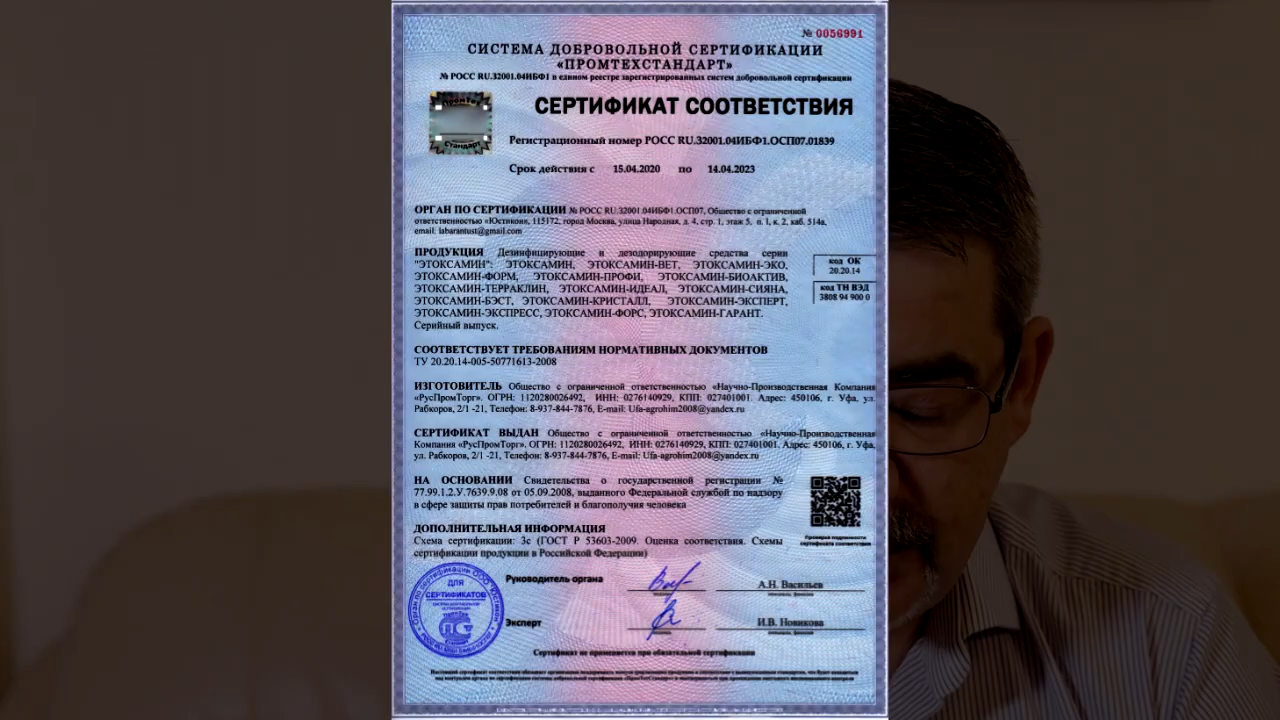 № 0056991
СИСТЕМА ДОБРОВОЛЬНОЙ СЕРТИФИКАЦИИ
«ПРОМТЕХСТАНДАРТ»
№ РОСС RU.32001.04ИБФ1 в едином реестре зарегистрированных систем добровольной сертификации
СЕРТИФИКАТ СООТВЕТСТВИЯ
Регистрационный номер РОСС RU.32001.04ИБФ1.ОСП07.01839
Срок действия с 15.04.2020 по 14.04.2023
ОРГАН ПО СЕРТИФИКАЦИИ № РОСС RU.32001.04ИБФ1.ОСП07, Общество с ограниченной
ответственностью «Юстикон», 115172, город Москва, улица Народная, д. 4, стр. 1, этаж 5, п. 1, к. 2, каб. 514а,
email: labarantust@gmail.com
ПРОДУКЦИЯ Дезинфицирующие и дезодорирующие средства серии
"ЭТОКСАМИН": ЭТОКСАМИН, ЭТОКСАМИН-ВЕТ, ЭТОКСАМИН-ЭКО,
ЭТОКСАМИН-ФОРМ, ЭТОКСАМИН-ПРОФИ, ЭТОКСАМИН-БИОАКТИВ,
ЭТОКСАМИН-ТЕРРАКЛИН, ЭТОКСАМИН-ИДЕАЛ, ЭТОКСАМИН-СИЯНА,
ЭТОКСАМИН-БЭСТ, ЭТОКСАМИН-КРИСТАЛЛ, ЭТОКСАМИН-ЭКСПЕРТ,
ЭТОКСАМИН-ЭКСПРЕСС, ЭТОКСАМИН-ФОРС, ЭТОКСАМИН-ГАРАНТ.
Серийный выпуск.
код ОК
20.20.14
код ТН ВЭД
3808 94 900 0
СООТВЕТСТВУЕТ ТРЕБОВАНИЯМ НОРМАТИВНЫХ ДОКУМЕНТОВ
ТУ 20.20.14-005-50771613-2008
ИЗГОТОВИТЕЛЬ Общество с ограниченной ответственностью «Научно-Производственная Компания
«РусПромТорг». ОГРН: 1120280026492, ИНН: 0276140929, КПП: 027401001. Адрес: 450106, г. Уфа, ул.
Рабкоров, 2/1 -21, Телефон: 8-937-844-7876, E-mail: Ufa-agrohim2008@yandex.ru
СЕРТИФИКАТ ВЫДАН Общество с ограниченной ответственностью «Научно-Производственная
Компания «РусПромТорг». ОГРН: 1120280026492, ИНН: 0276140929, КПП: 027401001. Адрес: 450106, г. Уфа,
ул. Рабкоров, 2/1 -21, Телефон: 8-937-844-7876, E-mail: Ufa-agrohim2008@yandex.ru
НА ОСНОВАНИИ Свидетельства о государственной регистрации №
77.99.1.2.У.7639.9.08 от 05.09.2008, выданного Федеральной службой по надзору
в сфере защиты прав потребителей и благополучия человека
Проверка подлинности
сертификата соответствия
ДОПОЛНИТЕЛЬНАЯ ИНФОРМАЦИЯ
Схема сертификации: 3с (ГОСТ Р 53603-2009. Оценка соответствия. Схемы
сертификации продукции в Российской Федерации)
ДЛЯ
СЕРТИФИКАТОВ
Руководитель органа
А.Н. Васильев
Эксперт
И.В. Новикова
Сертификат не применяется при обязательной сертификации